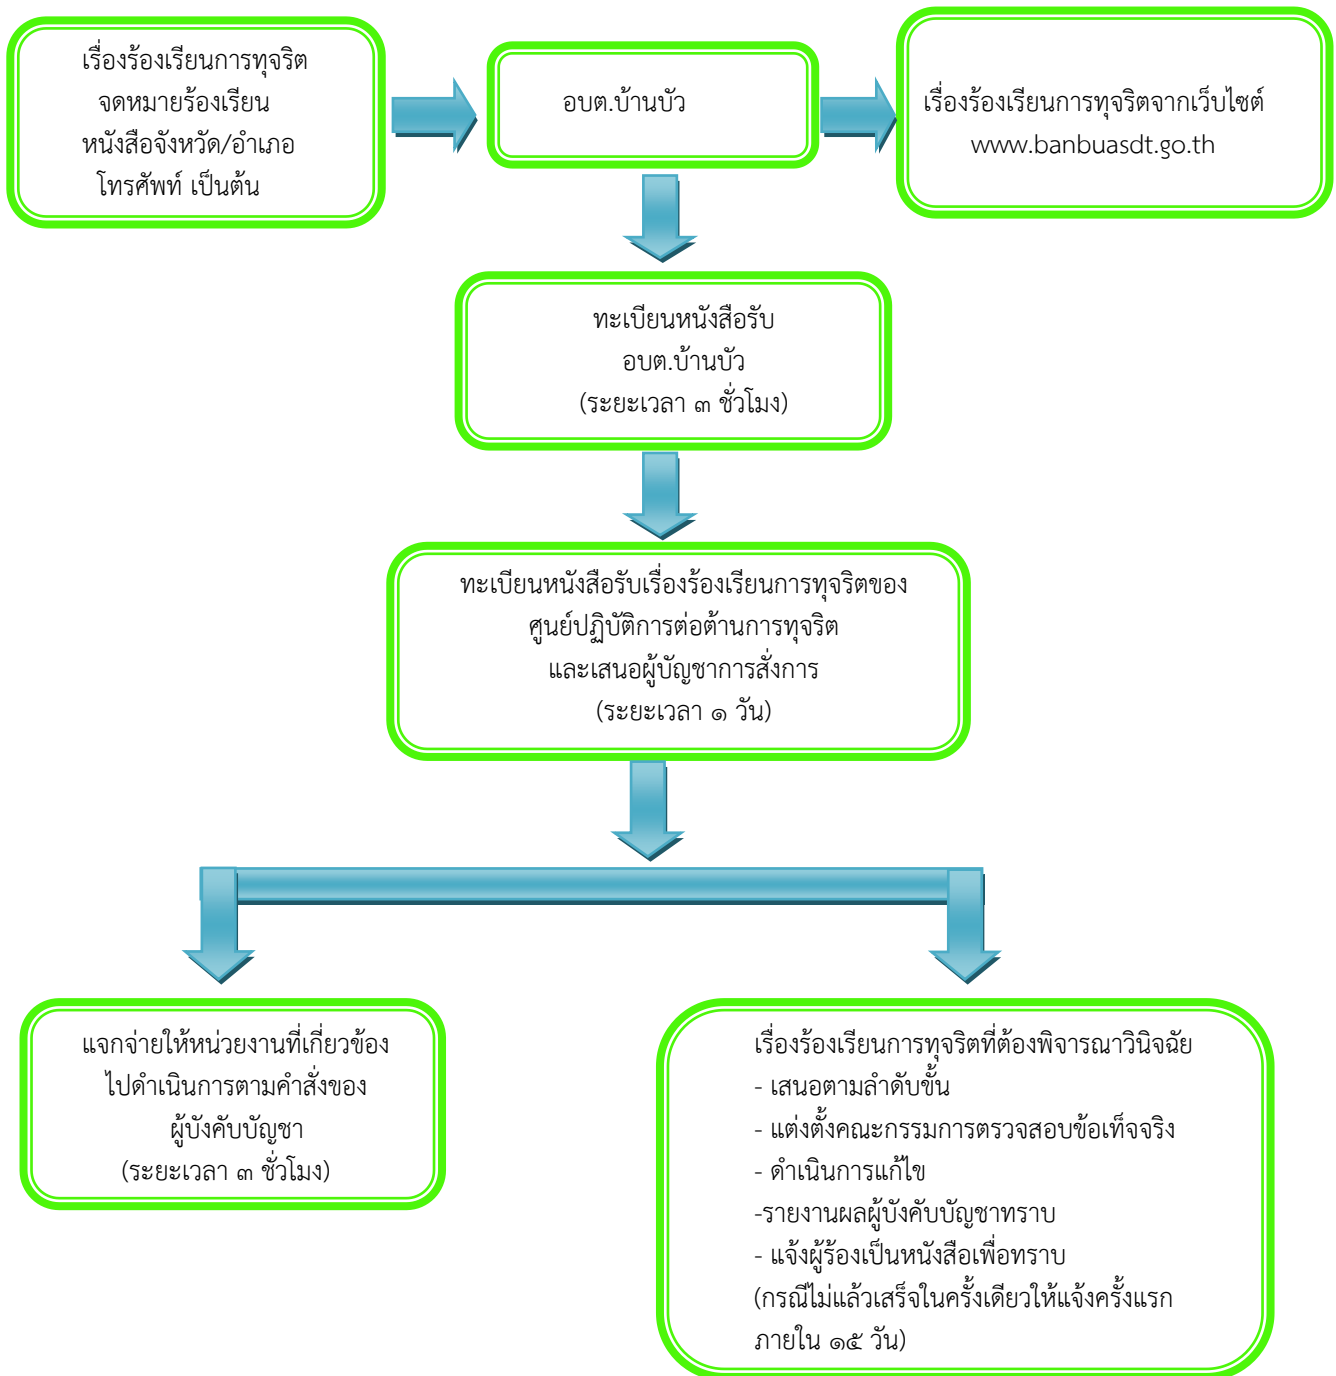 เรื่องร้องเรียนการทุจริต
จดหมายร้องเรียน
หนังสือจังหวัด/อำเภอ
โทรศัพท์ เป็นต้น
อบต.บ้านบัว
เรื่องร้องเรียนการทุจริตจากเว็บไซต์
www.banbuasdt.go.th
ทะเบียนหนังสือรับ
อบต.บ้านบัว
(ระยะเวลา ๓ ชั่วโมง)
ทะเบียนหนังสือรับเรื่องร้องเรียนการทุจริตของ
ศูนย์ปฏิบัติการต่อต้านการทุจริต
และเสนอผู้บัญชาการสั่งการ
(ระยะเวลา ๑ วัน)
แจกจ่ายให้หน่วยงานที่เกี่ยวข้อง
ไปดำเนินการตามคำสั่งของ
ผู้บังคับบัญชา
(ระยะเวลา ๓ ชั่วโมง)
เรื่องร้องเรียนการทุจริตที่ต้องพิจารณาวินิจฉัย
- เสนอตามลำดับขั้น
- แต่งตั้งคณะกรรมการตรวจสอบข้อเท็จจริง
- ดำเนินการแก้ไข
-รายงานผลผู้บังคับบัญชาทราบ
- แจ้งผู้ร้องเป็นหนังสือเพื่อทราบ
(กรณีไม่แล้วเสร็จในครั้งเดียวให้แจ้งครั้งแรก
ภายใน ๑๕ วัน)